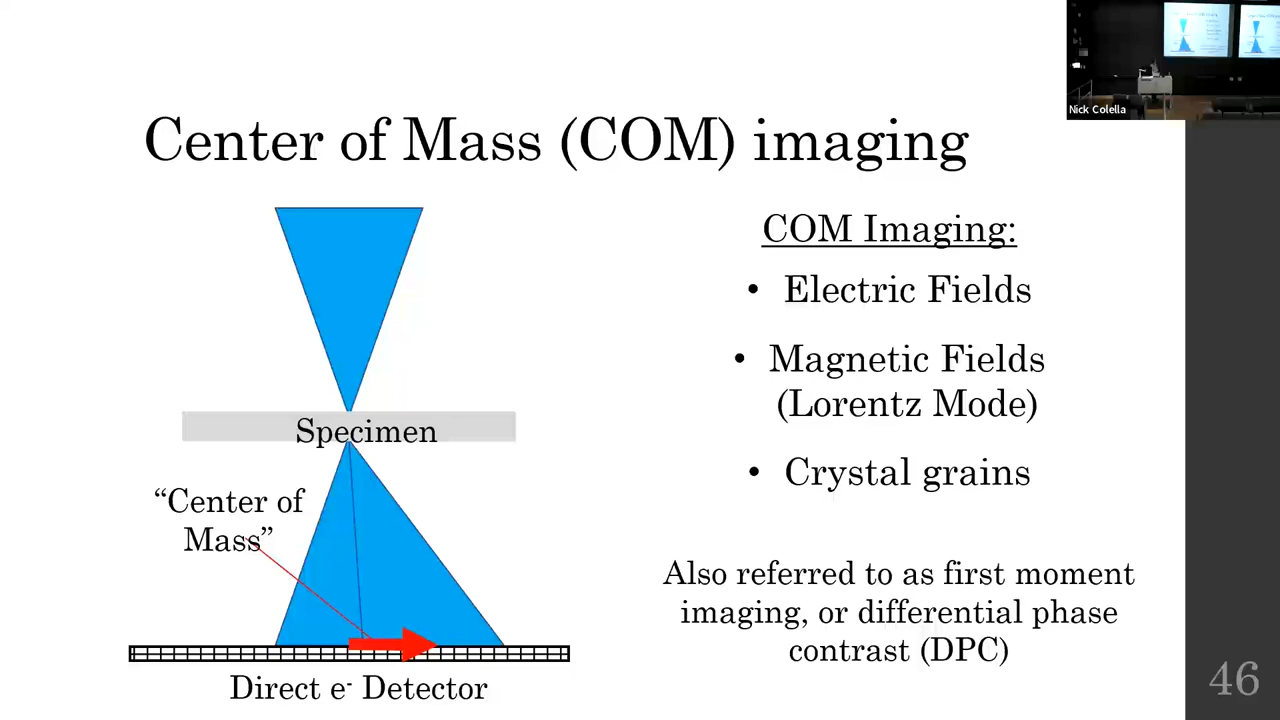 Nick Colella
Center of Mass (COM) imaging
COM Imaging:
• Electric Fields
• Magnetic Fields
(Lorentz Mode)
• Crystal grains
Specimen
“Center of
Mass”
Direct e- Detector
Also referred to as first moment
imaging, or differential phase
contrast (DPC)
46